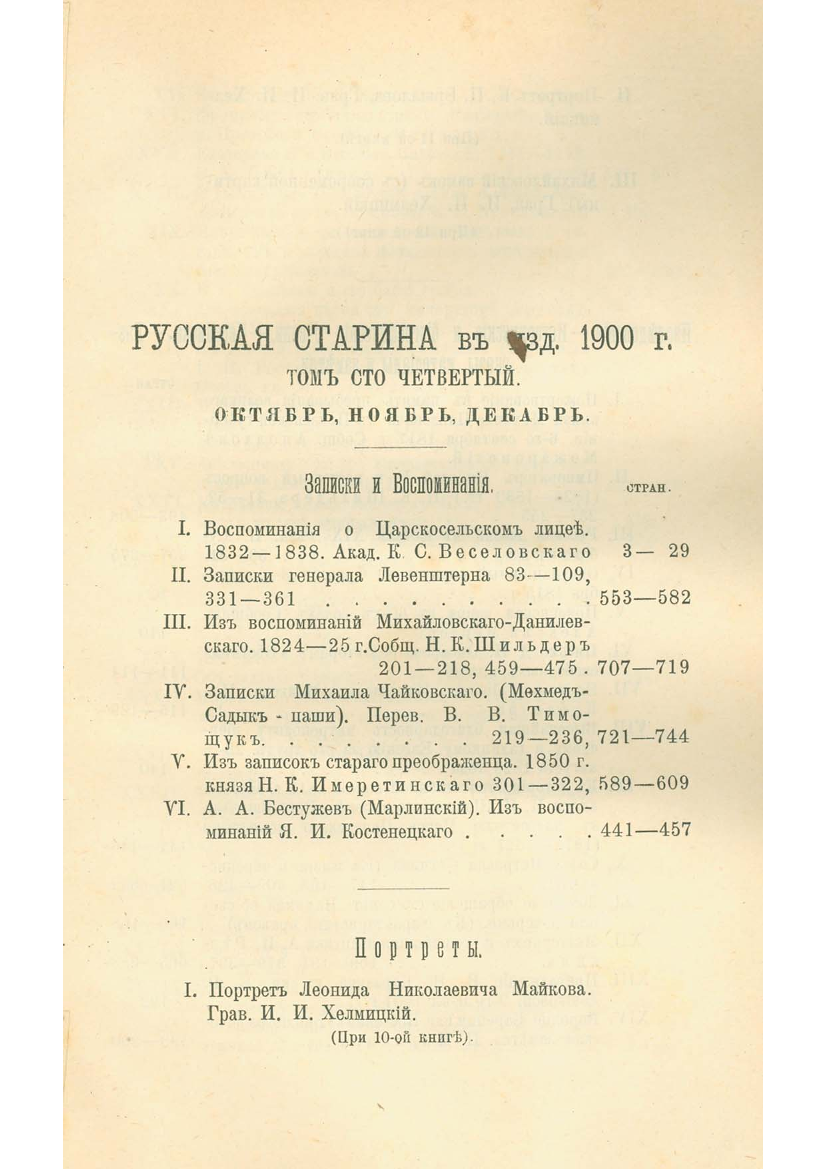 РУССКАЯ СТАРИНА въ изд. 1900 г.
ТОМЪ СТО ЧЕТВЕРТЫЙ.
ОКТЯБРЬ, НОЯБРЬ, ДЕКАБРЬ.
Записки и Воспоминанія. СТРАН.
I. Воспоминанія о Царскосельскомъ лицеѣ.
1832—1838. Акад. К. С. Веселовскаго 3— 29
II. Записки генерала Левенштерна 83—109,
331—361 . . . . . . . . . . 553—582
III. Изъ воспоминаній Михайловскаго-Данилев-
скаго. 1824—25 г. Сообщ. Н. К. Шильдеръ
201—218, 459—475 . 707—719
IV. Записки Михаила Чайковскаго. (Мехмедъ-
Садыкъ - паши). Перев. В. В. Тимо-
щукъ. . . . . . . . 219—236, 721—744
V. Изъ записокъ стараго преображенца. 1850 г.
князя Н. К. Имеретинскаго 301—322, 589—609
VI. А. А. Бестужевъ (Марлинскій). Изъ воспо-
минаній Я. И. Костенецкаго . . . . . 441—457
Портреты.
I. Портретъ Леонида Николаевича Майкова.
Грав. И. И. Хелмицкій.
(При 10-ой книгѣ).